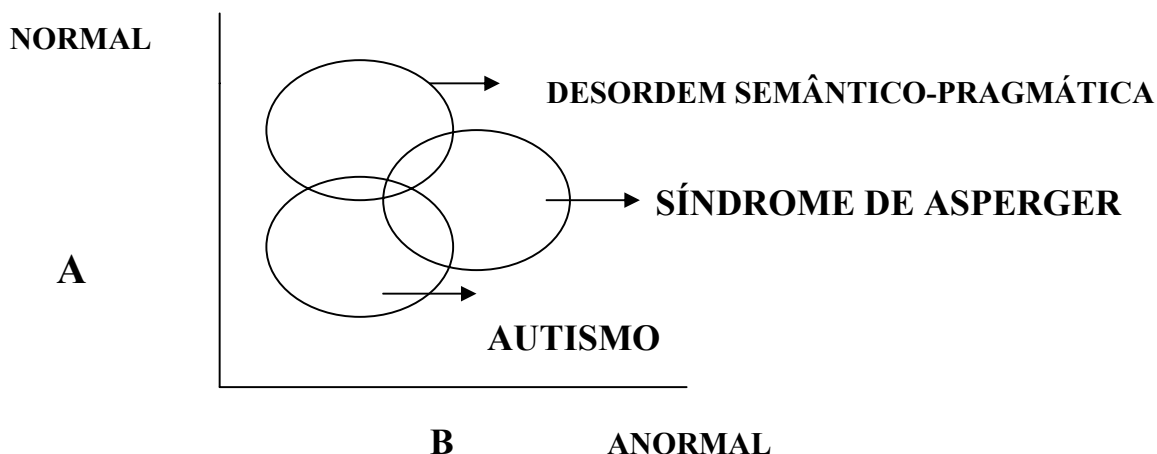 NORMAL
DESORDEM SEMÂNTICO-PRAGMÁTICA
SÍNDROME DE ASPERGER
A
AUTISMO
B ANORMAL